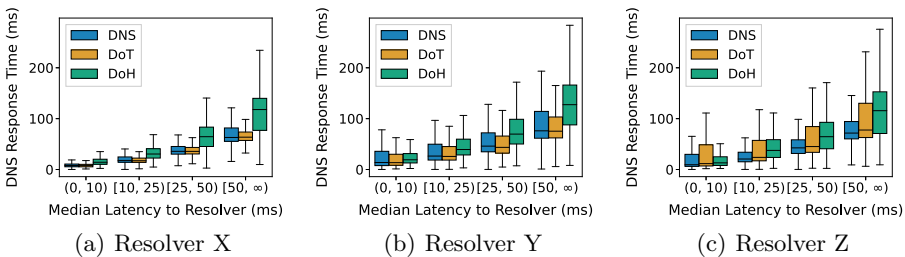 DNS Response Time (ms)
200
100
0
DNS
DoT
DoH
(0, 10) [10, 25) [25, 50) [50, ∞)
Median Latency to Resolver (ms)
(a) Resolver X
DNS Response Time (ms)
200
100
0
DNS
DoT
DoH
(0, 10) [10, 25) [25, 50) [50, ∞)
Median Latency to Resolver (ms)
(b) Resolver Y
DNS Response Time (ms)
200
100
0
DNS
DoT
DoH
(0, 10) [10, 25) [25, 50) [50, ∞)
Median Latency to Resolver (ms)
(c) Resolver Z